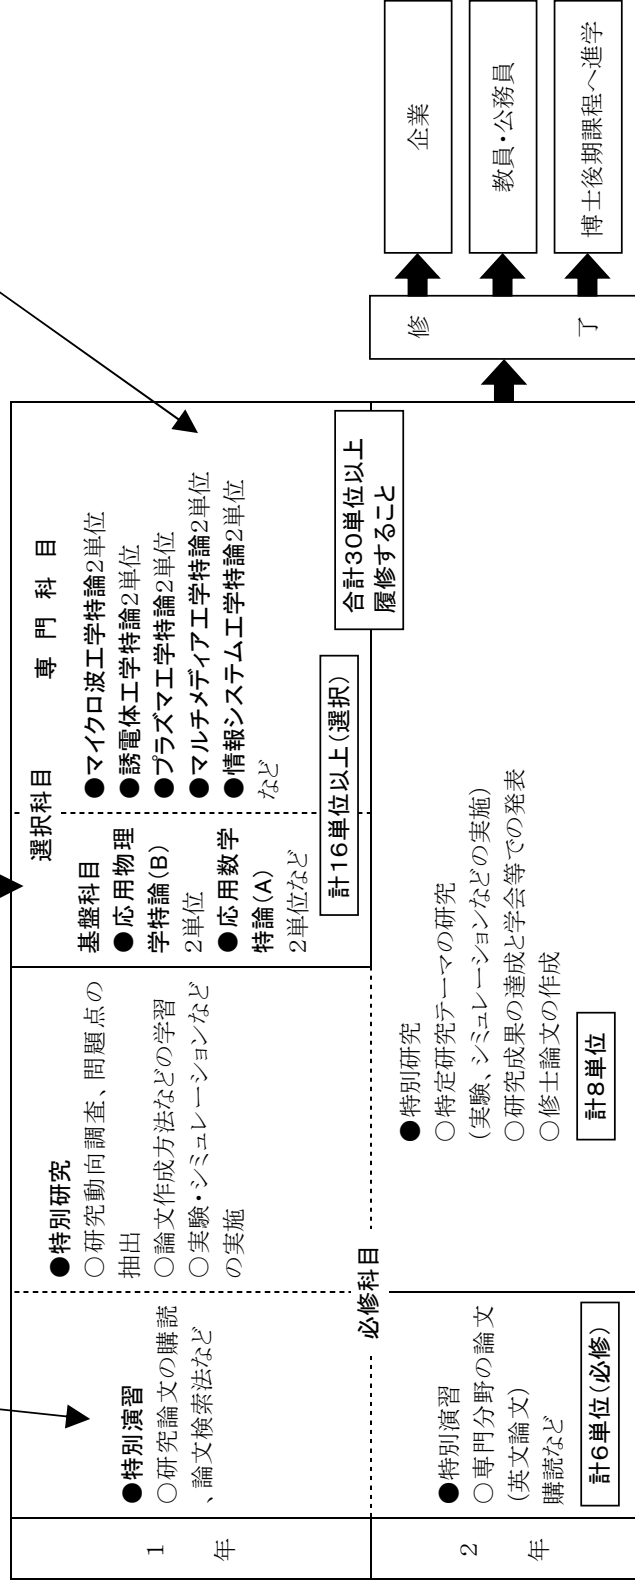 1
年
●特別演習
○研究論文の購読
、論文検索法など
●特別研究
○研究動向調査、問題点の
抽出
○論文作成方法などの学習
○実験・シミュレーションなど
の実施
選択科目
基盤科目
●応用物理
学特論(B)
2単位
●応用数学
特論(A)
2単位など
専門科目
●マイクロ波工学特論2単位
●誘電体工学特論2単位
●プラズマ工学特論2単位
●マルチメディア工学特論2単位
●情報システム工学特論2単位
など
計16単位以上(選択)
合計30単位以上
履修すること
必修科目
2
年
●特別演習
○専門分野の論文
(英文論文)
購読など
計6単位(必修)
●特別研究
○特定研究テーマの研究
(実験、シミュレーションなどの実施)
○研究成果の達成と学会等での発表
○修士論文の作成
計8単位
修了
企業
教員・公務員
博士後期課程へ進学